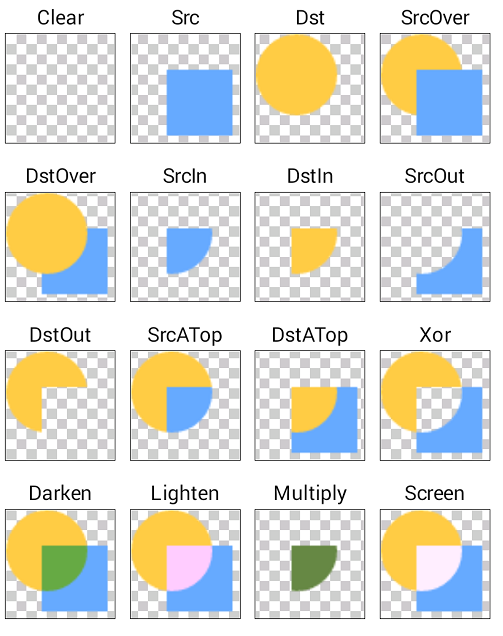 Clear Src Dst SrcOver
DstOver SrcIn DstIn SrcOut
DstOut SrcATop DstATop Xor
Darken Lighten Multiply Screen